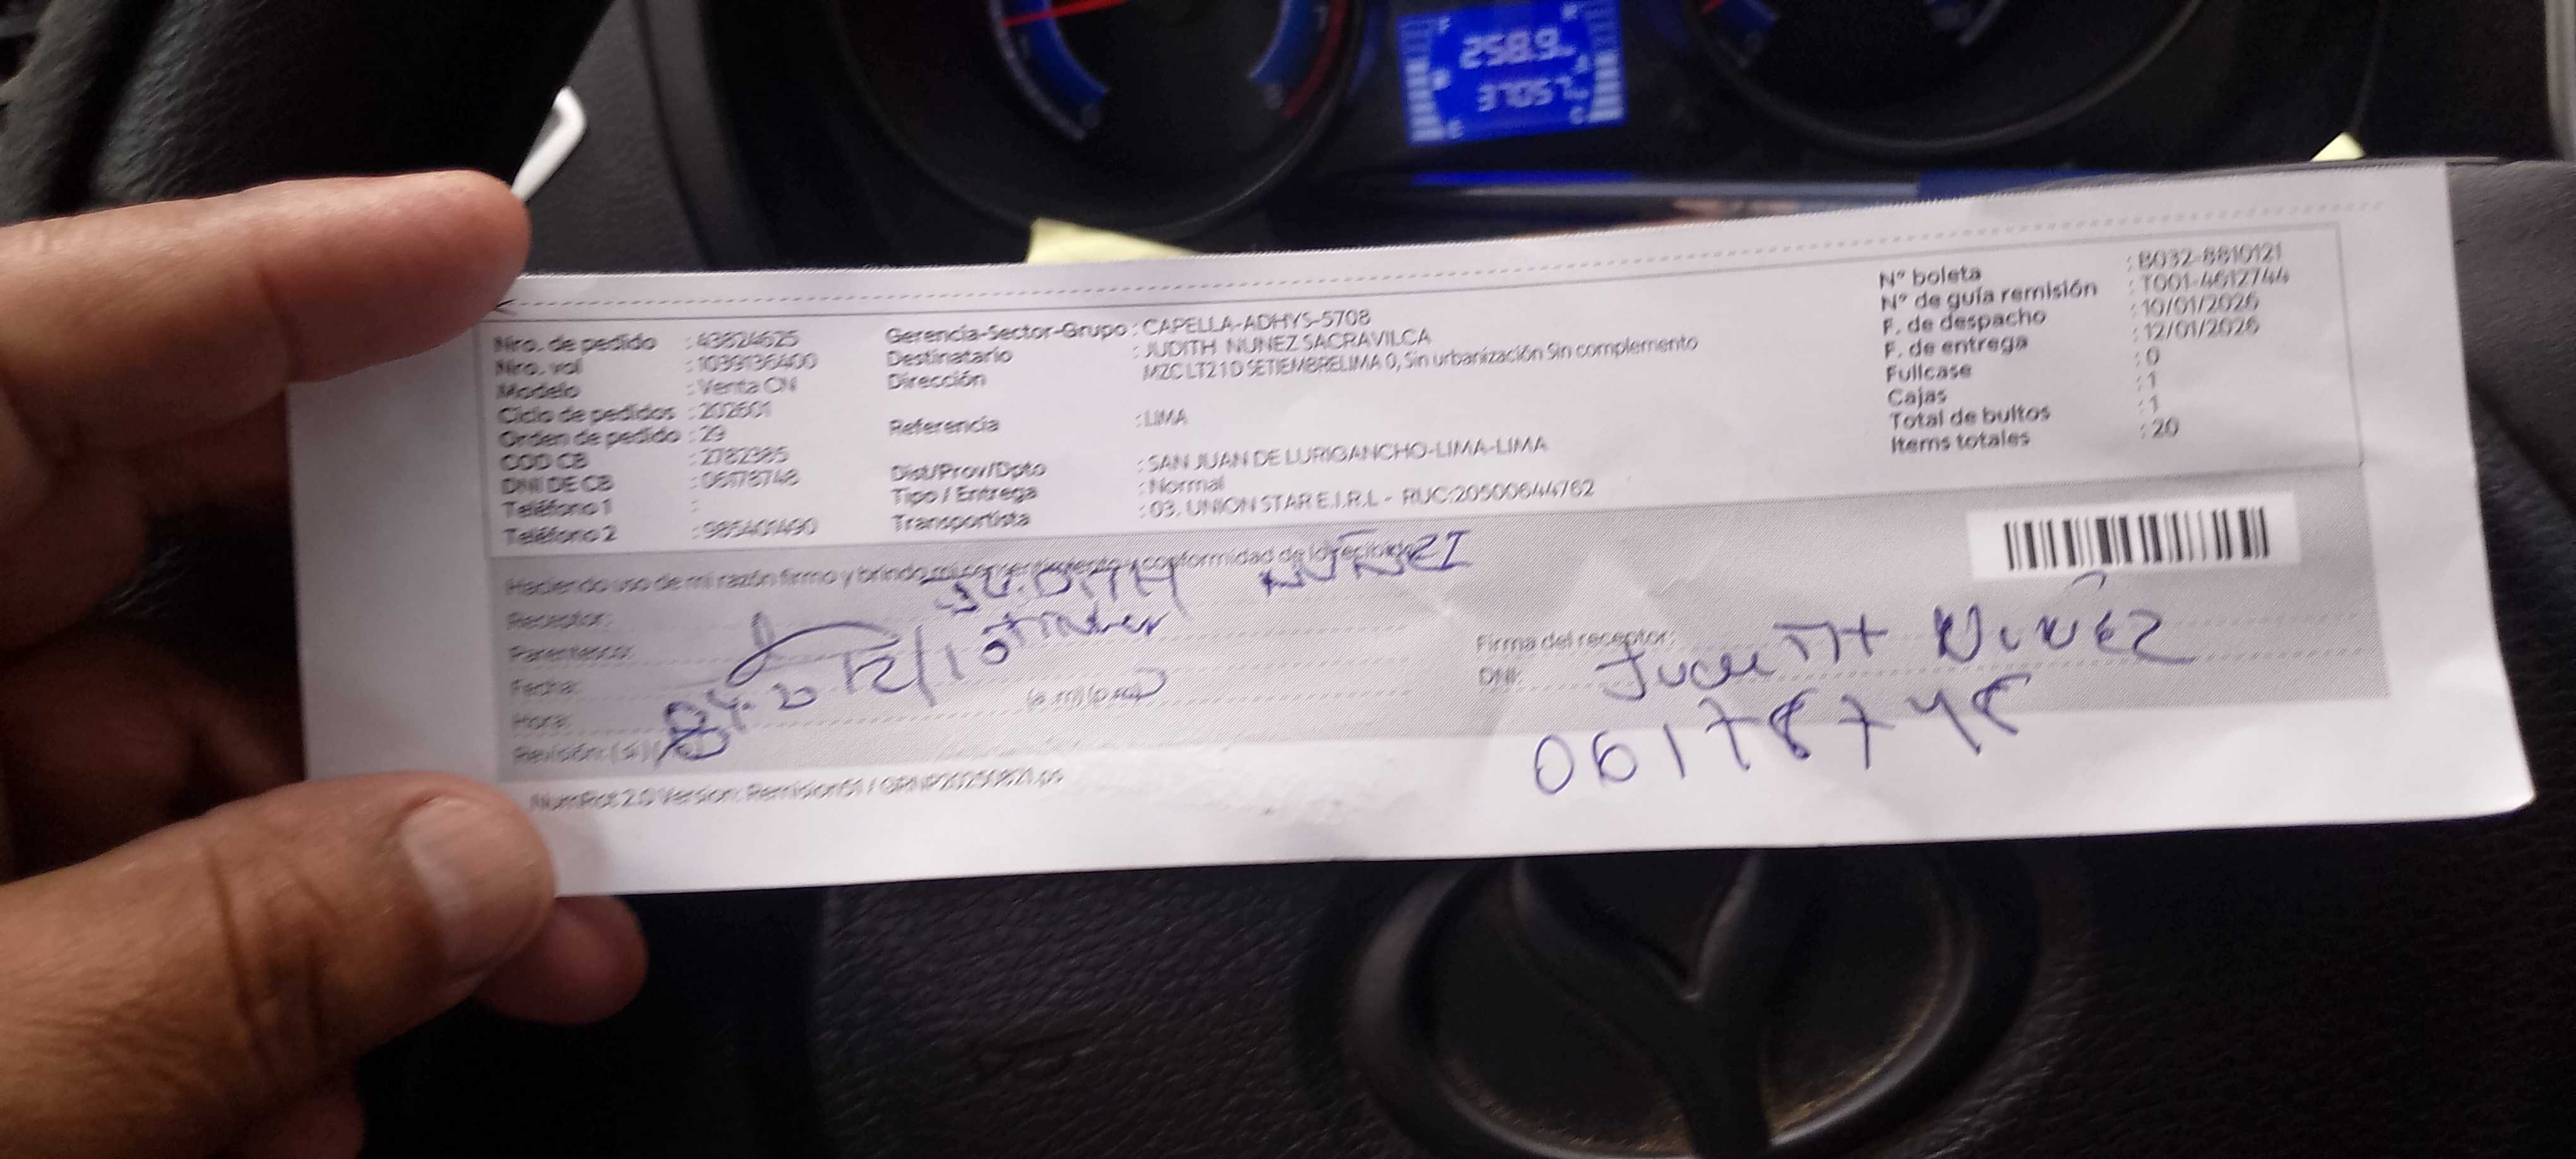 258.9
Nro. de pedido : 43824625
Nro. vol : 1039136400
Modelo : Venta CN
Ciclo de pedidos : 202601
Orden de pedido : 29
COD CB : 2782385
DNI DE CB : 06178748
Teléfono 1 :
Teléfono 2 : 985401490
Gerencia-Sector-Grupo : CAPELLA-ADHYS-5708
Destinatario : JUDITH NUNEZ SACRAVILCA
Dirección : MZC LT21 D SETIEMBRELIMA 0, Sin urbanización Sin complemento
Referencia : LIMA
Dist/Prov/Dpto : SAN JUAN DE LURIGANCHO-LIMA-LIMA
Tipo / Entrega : Normal
Transportista : 03. UNION STAR E.I.R.L - RUC:20500644762
N° boleta : B032-8810121
N° de guía remisión : T001-4612744
F. de despacho : 10/01/2026
F. de entrega : 12/01/2026
Fullcase : 0
Cajas : 1
Total de bultos : 1
Items totales : 20
Haciendo uso de mi razón firmo y brindo mi consentimiento y conformidad de lo recibido
Receptor: JUDITH NUÑEZ
Parentesco:
Fecha: 12/1
Hora: (a.m)(p.m)
Revisión: (si)
Firma del receptor: Judith Nuñez
DNI: 06178748
NumRot 2.0 Version: Remision51 / GRNP20250821.ps